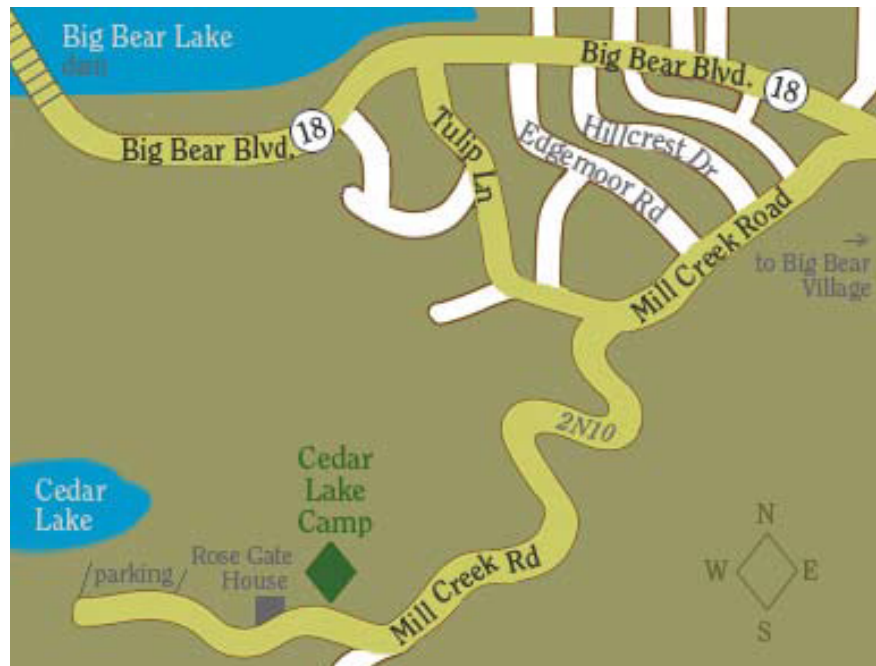 Big Bear Lake
dam
Big Bear Blvd.
18
Big Bear Blvd.
18
Tulip Ln
Edgemoor Rd
Hillcrest Dr
Mill Creek Road
to Big Bear
Village
2N10
Cedar
Lake
Cedar
Lake
Camp
Rose Gate
House
parking
Mill Creek Rd
N
W E
S